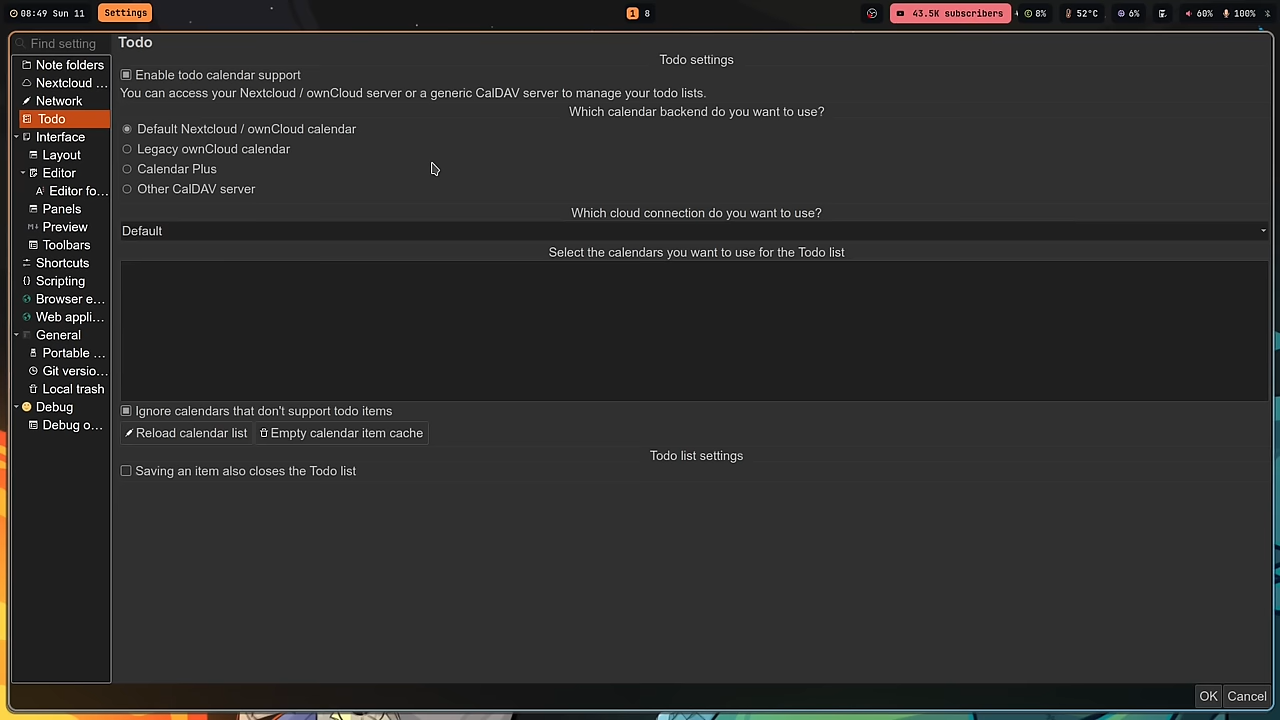 08:49 Sun 11
Settings
1 8
43.5K subscribers
8%
52°C
6%
60%
100%
Find setting
Note folders
Nextcloud ...
Network
Todo
Interface
Layout
Editor
Editor fo...
Panels
Preview
Toolbars
Shortcuts
Scripting
Browser e...
Web appli...
General
Portable ...
Git versio...
Local trash
Debug
Debug o...
Todo
Todo settings
Enable todo calendar support
You can access your Nextcloud / ownCloud server or a generic CalDAV server to manage your todo lists.
Which calendar backend do you want to use?
Default Nextcloud / ownCloud calendar
Legacy ownCloud calendar
Calendar Plus
Other CalDAV server
Which cloud connection do you want to use?
Default
Select the calendars you want to use for the Todo list
Ignore calendars that don't support todo items
Reload calendar list
Empty calendar item cache
Todo list settings
Saving an item also closes the Todo list
OK
Cancel